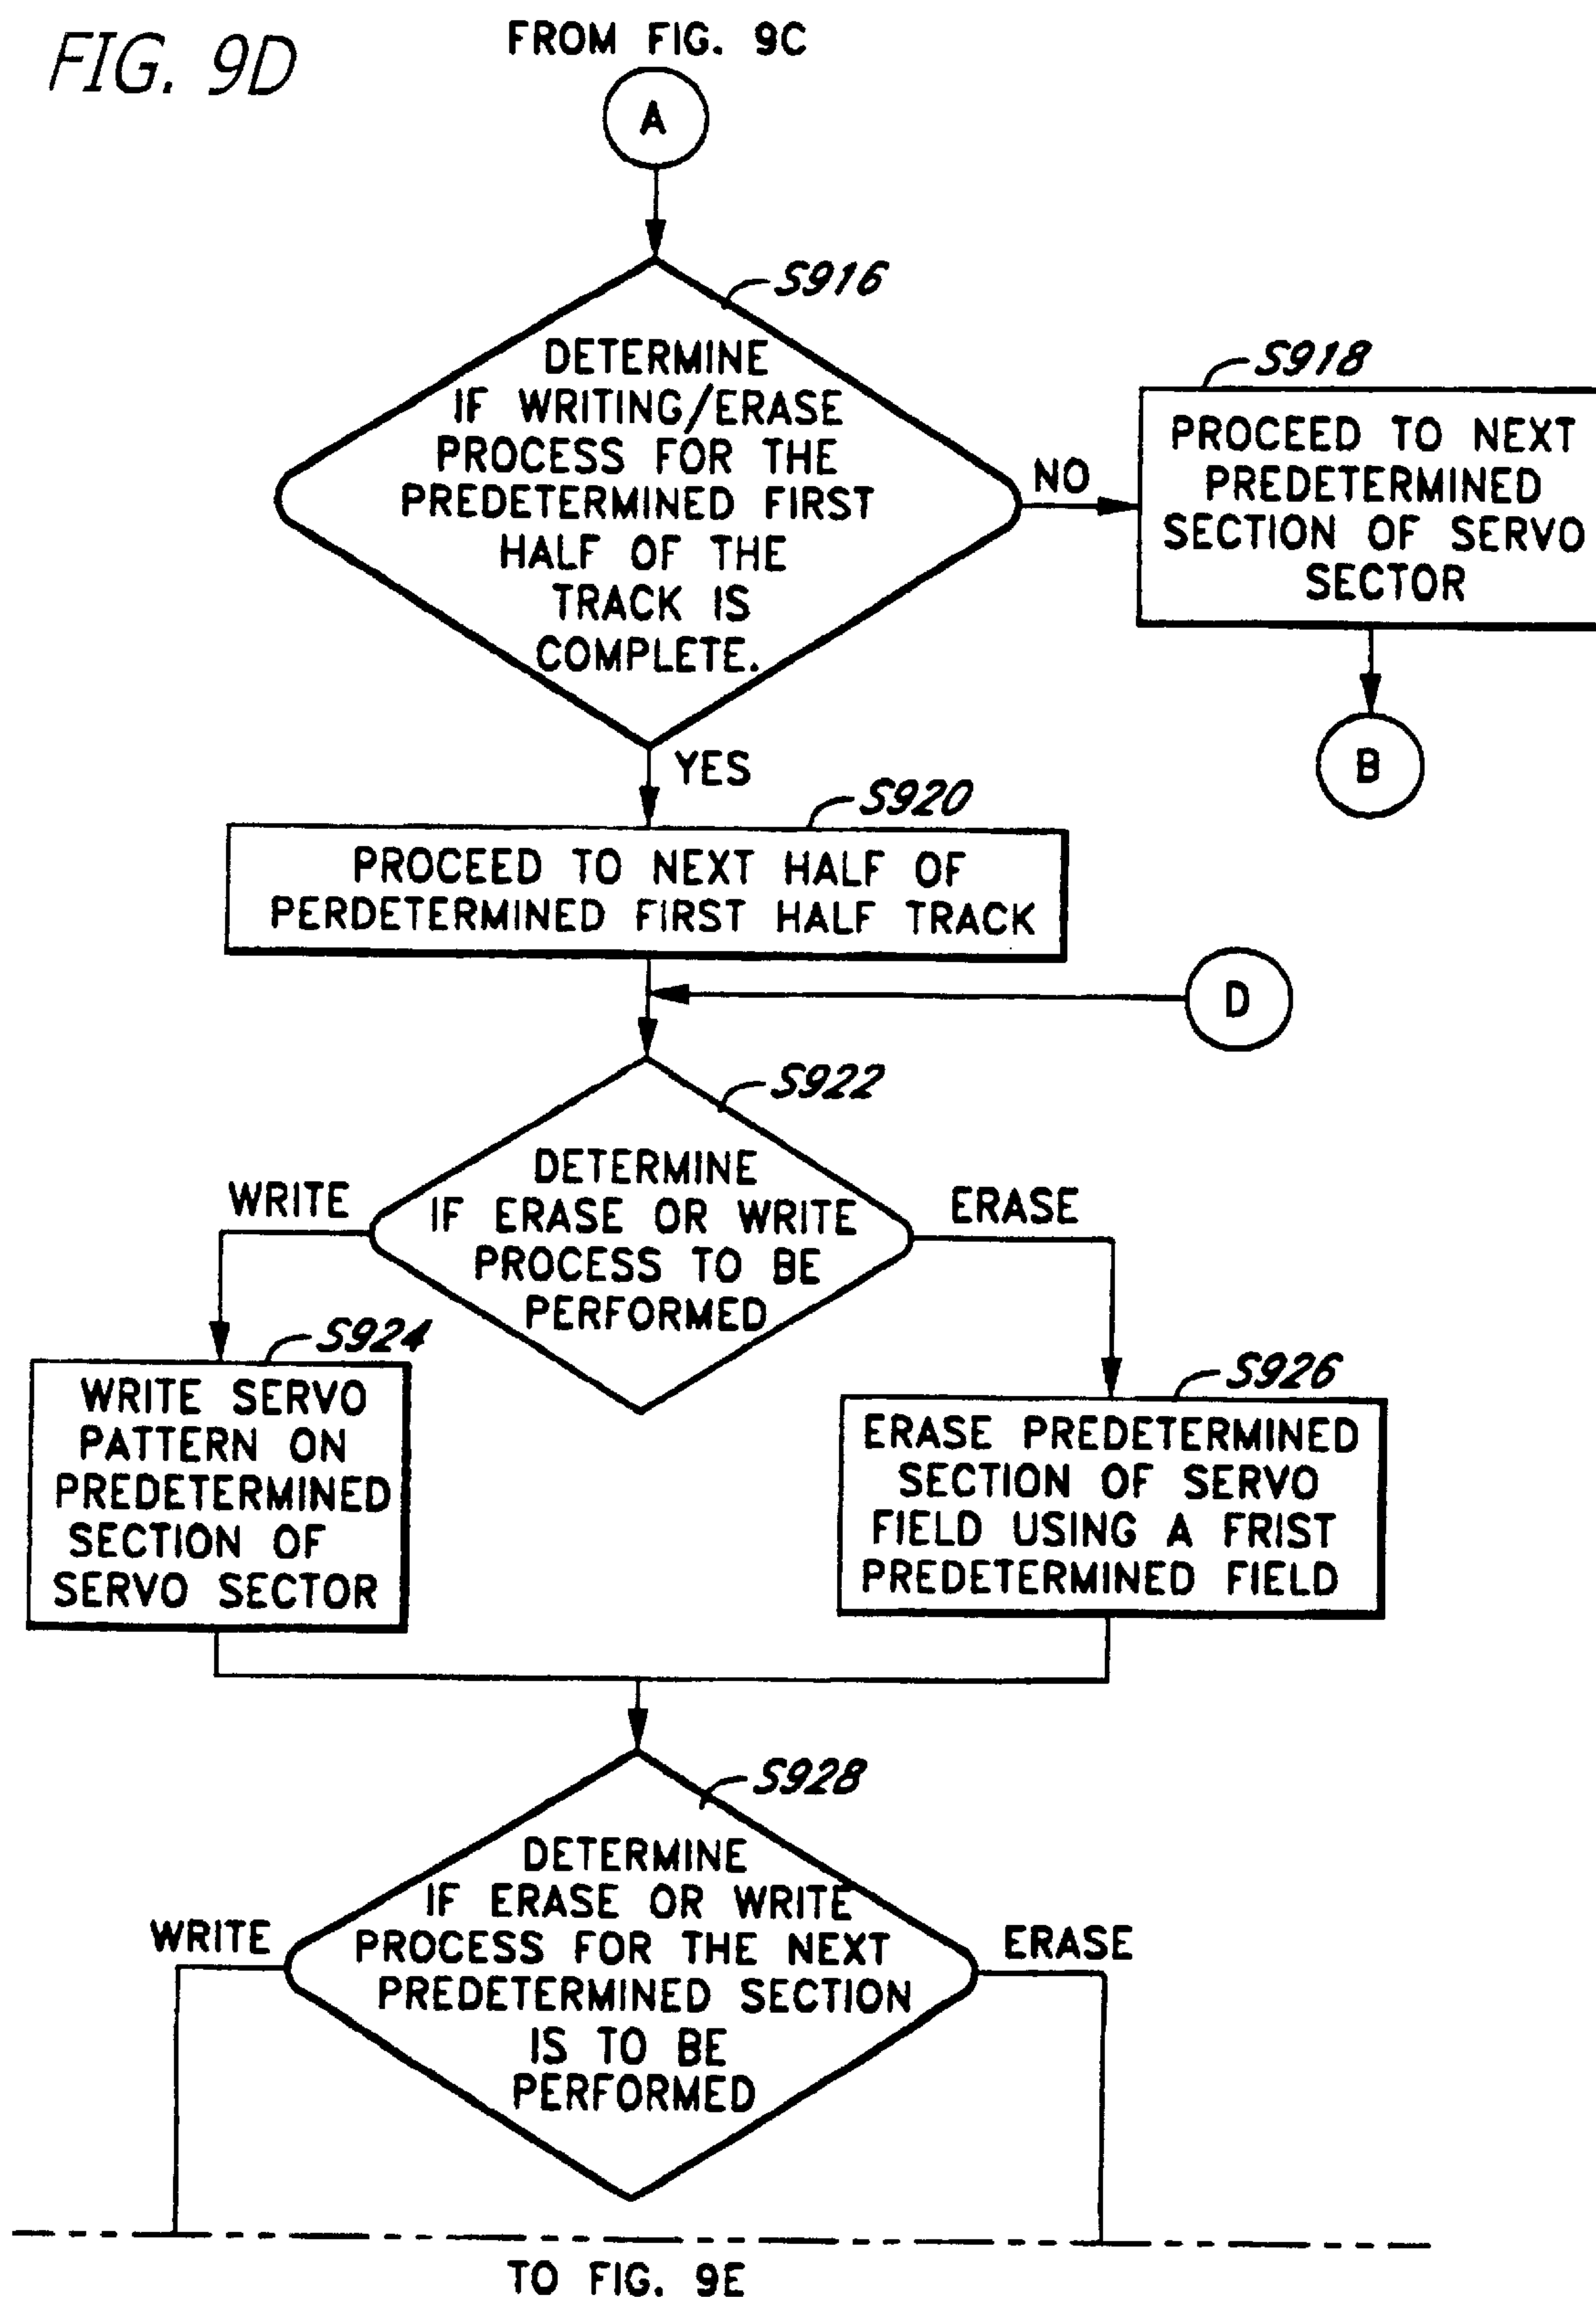 FIG. 9D
FROM FIG. 9C
A
S916
DETERMINE
IF WRITING/ERASE
PROCESS FOR THE
PREDETERMINED FIRST
HALF OF THE
TRACK IS
COMPLETE.
NO
S918
PROCEED TO NEXT
PREDETERMINED
SECTION OF SERVO
SECTOR
B
YES
S920
PROCEED TO NEXT HALF OF
PERDETERMINED FIRST HALF TRACK
D
S922
DETERMINE
IF ERASE OR WRITE
PROCESS TO BE
PERFORMED
WRITE
ERASE
S924
WRITE SERVO
PATTERN ON
PREDETERMINED
SECTION OF
SERVO SECTOR
S926
ERASE PREDETERMINED
SECTION OF SERVO
FIELD USING A FRIST
PREDETERMINED FIELD
S928
DETERMINE
IF ERASE OR WRITE
PROCESS FOR THE NEXT
PREDETERMINED SECTION
IS TO BE
PERFORMED
WRITE
ERASE
TO FIG. 9E